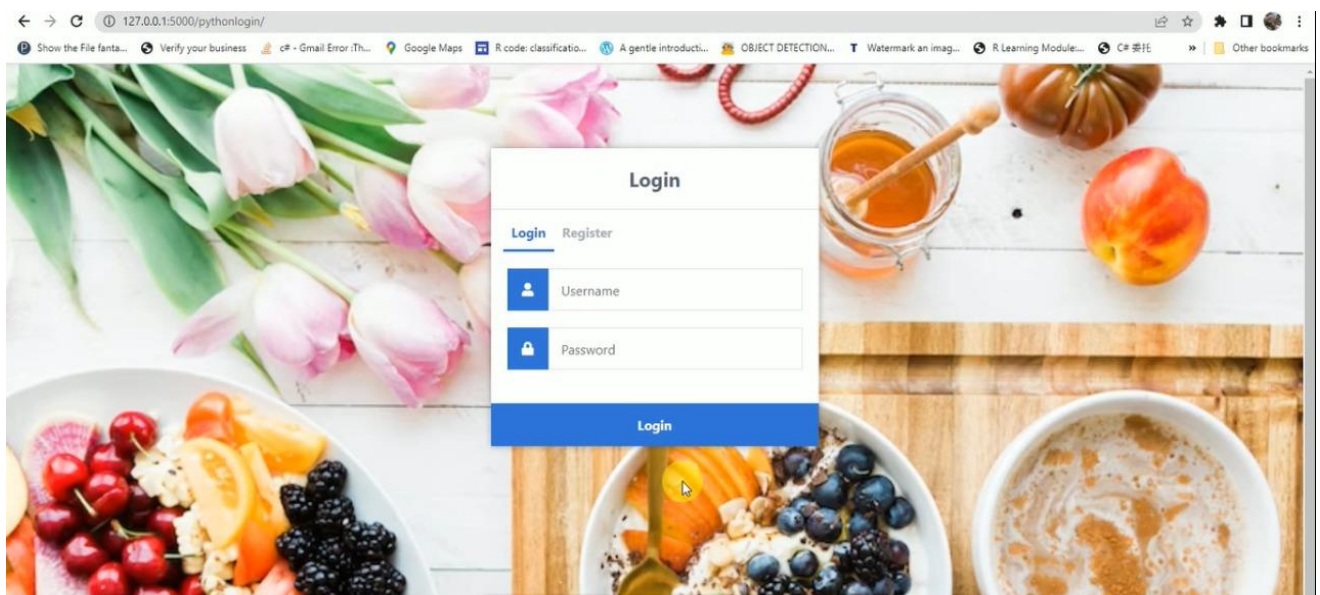 127.0.0.1:5000/pythonlogin/
Show the File fanta... Verify your business c# - Gmail Error :Th... Google Maps R code: classificatio... A gentle introducti... OBJECT DETECTION... Watermark an imag... R Learning Module:... C# 委托 » Other bookmarks
Login
Login Register
Username
Password
Login